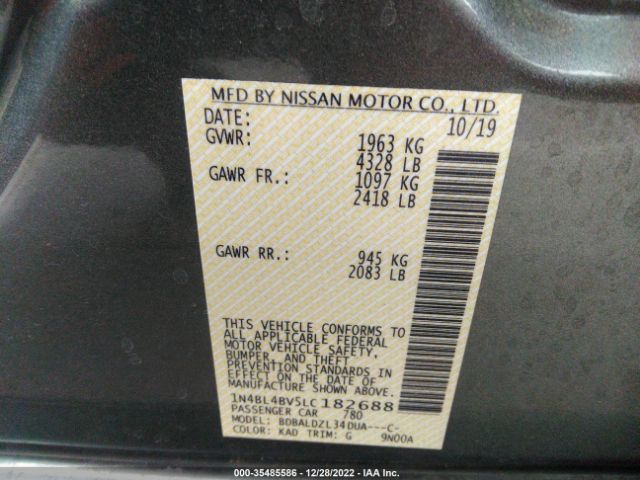 MFD BY NISSAN MOTOR CO., LTD.
DATE: 10/19
GVWR: 1963 KG
4328 LB
GAWR FR.: 1097 KG
2418 LB
GAWR RR.: 945 KG
2083 LB
THIS VEHICLE CONFORMS TO
ALL APPLICABLE FEDERAL
MOTOR VEHICLE SAFETY,
BUMPER, AND THEFT
PREVENTION STANDARDS IN
EFFECT ON THE DATE OF
MANUFACTURE SHOWN ABOVE.
1N4BL4BV5LC182688
PASSENGER CAR 780
MODEL: BDBALDZL34DUA---C-
COLOR: KAD TRIM: G 9N00A
000-35485586 - 12/28/2022 - IAA Inc.